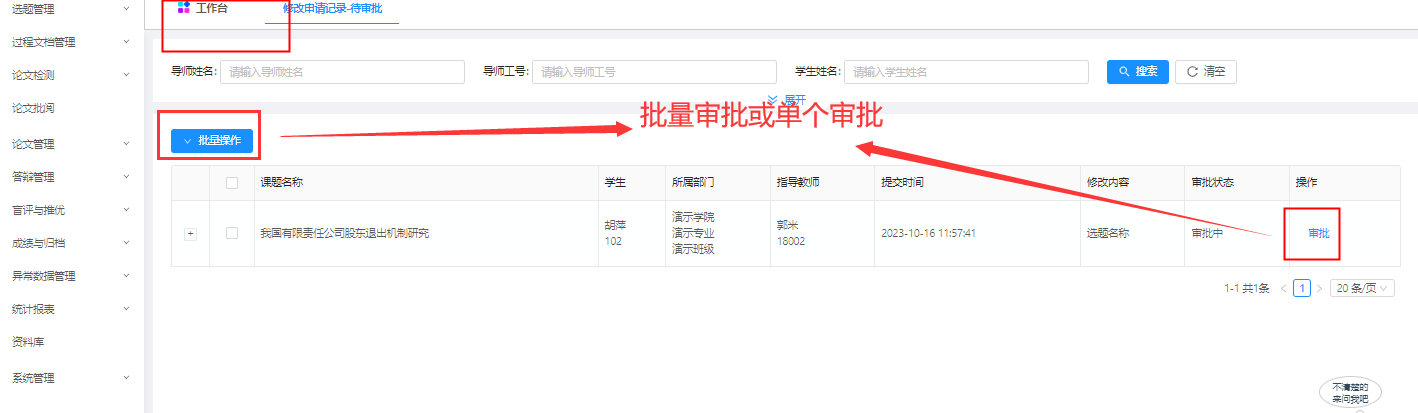 选题管理
过程文档管理
论文检测
论文批阅
论文管理
答辩管理
盲评与推优
成绩与归档
异常数据管理
统计报表
资料库
系统管理
工作台
修改申请记录-待审批
导师姓名: 请输入导师姓名
导师工号: 请输入导师工号
学生姓名: 请输入学生姓名
搜索
清空
展开
批量操作
批量审批或单个审批
课题名称 学生 所属部门 指导教师 提交时间 修改内容 审批状态 操作
+ 我国有限责任公司股东退出机制研究
胡萍
102
演示学院
演示专业
演示班级
郭米
18002
2023-10-16 11:57:41
选题名称
审批中
审批
1-1 共1条 < 1 > 20 条/页
不清楚的
来问我吧